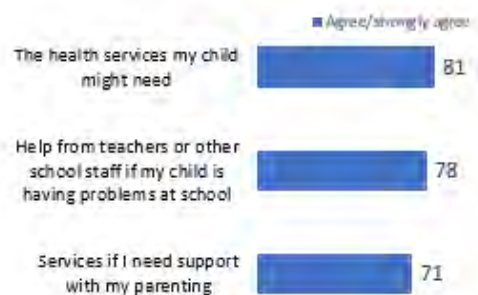 Agree/strongly agree
The health services my child
might need
81
Help from teachers or other
school staff if my child is
having problems at school
78
Services if I need support
with my parenting
71